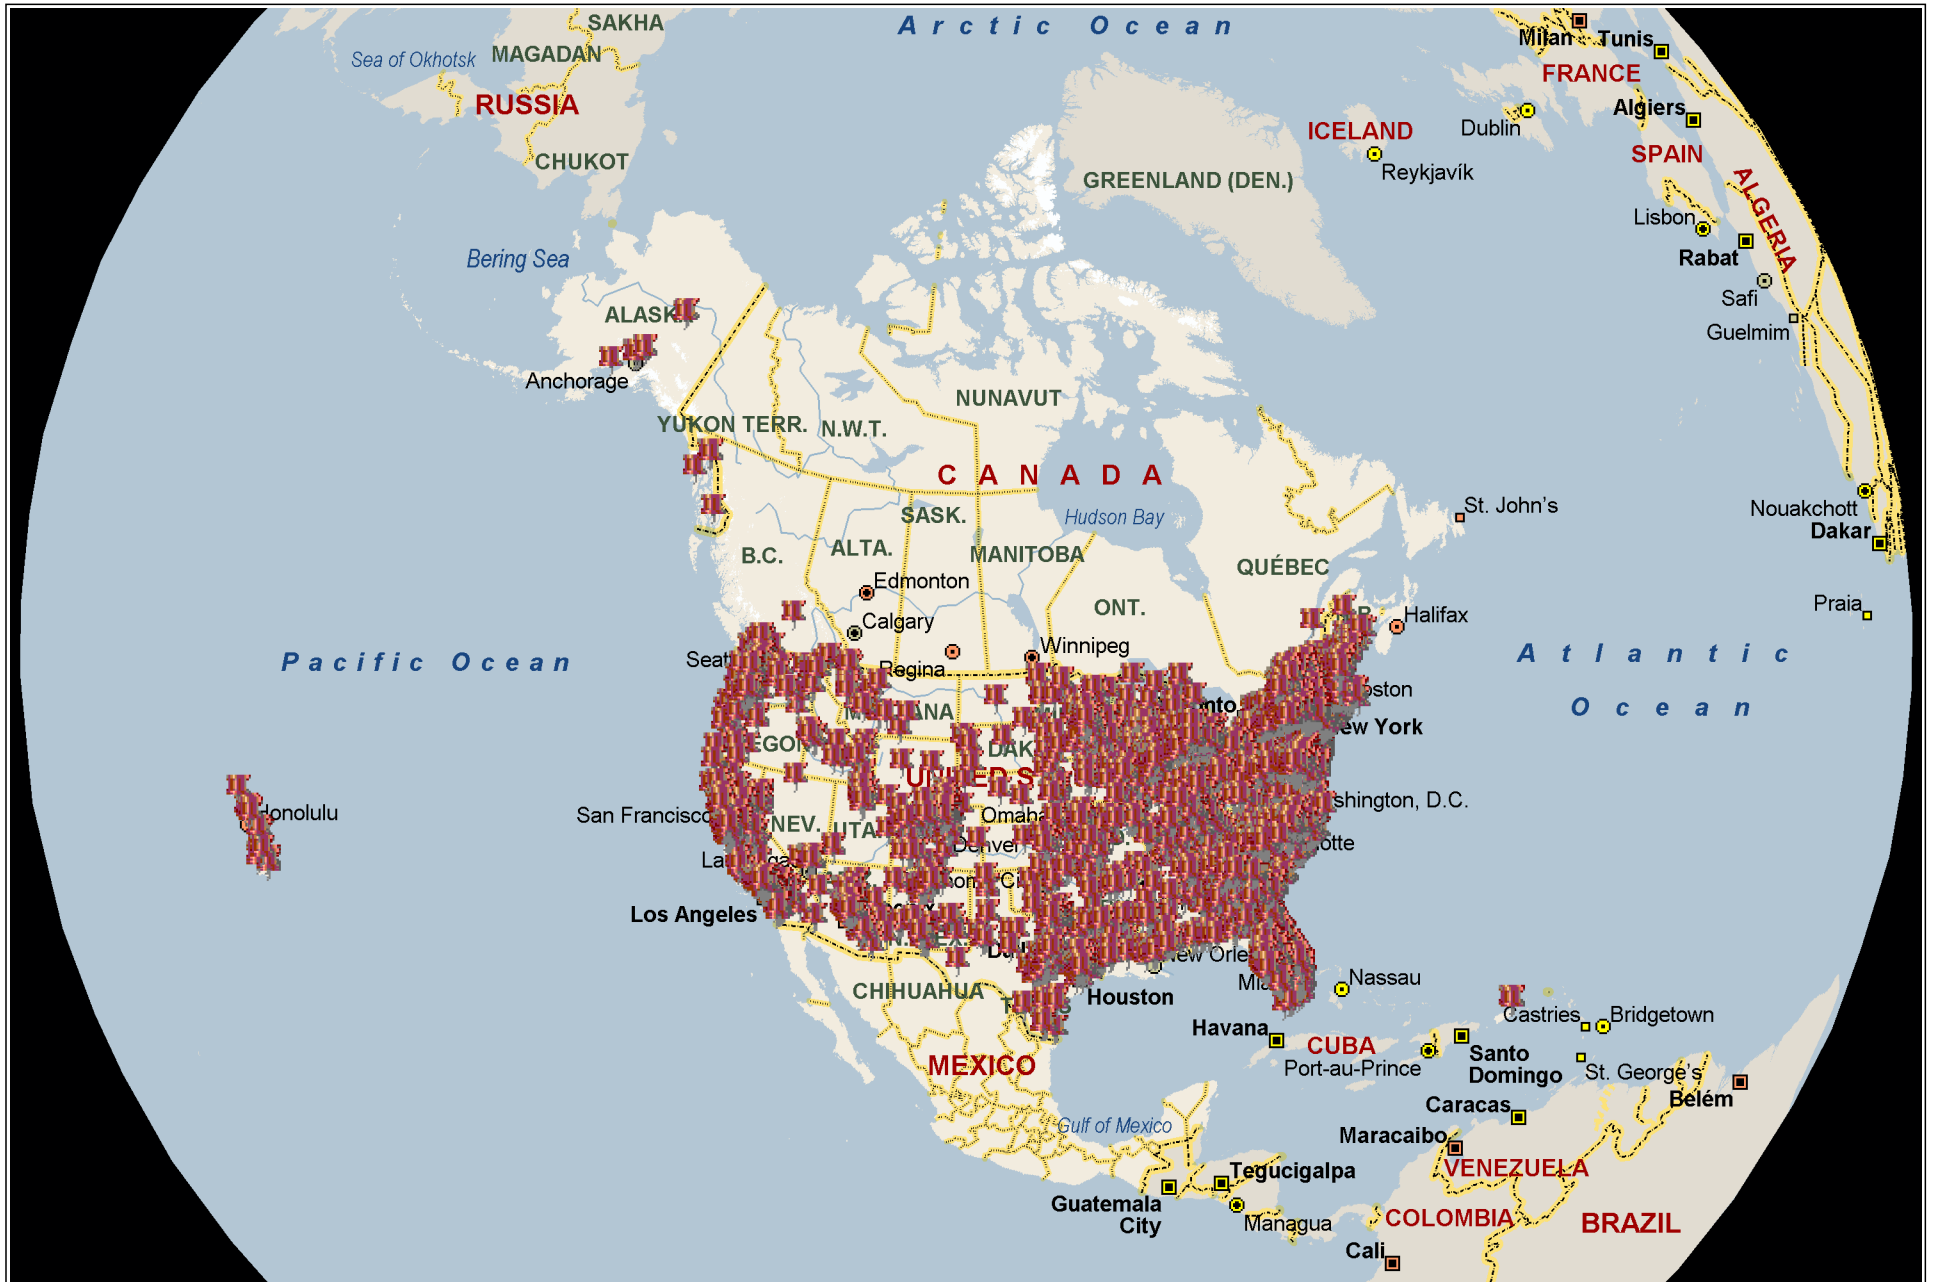 Arctic Ocean
SAKHA
MAGADAN
Sea of Okhotsk
RUSSIA
CHUKOT
Milan
Tunis
FRANCE
Algiers
Dublin
ICELAND
Reykjavík
SPAIN
GREENLAND (DEN.)
ALGERIA
Lisbon
Rabat
Safi
Guelmim
Bering Sea
Anchorage
YUKON TERR.
N.W.T.
NUNAVUT
CANADA
SASK.
Hudson Bay
St. John's
Nouakchott
Dakar
B.C.
ALTA.
MANITOBA
QUÉBEC
Edmonton
ONT.
Praia
Calgary
Halifax
Winnipeg
Regina
Pacific Ocean
Atlantic
Ocean
Honolulu
San Francisco
NEV.
Omaha
Denver
Los Angeles
CHIHUAHUA
Houston
Nassau
Castries
Bridgetown
Havana
CUBA
Port-au-Prince
Santo
Domingo
St. George's
MEXICO
Belém
Caracas
Gulf of Mexico
Maracaibo
VENEZUELA
Tegucigalpa
Guatemala
City
Managua
COLOMBIA
BRAZIL
Cali